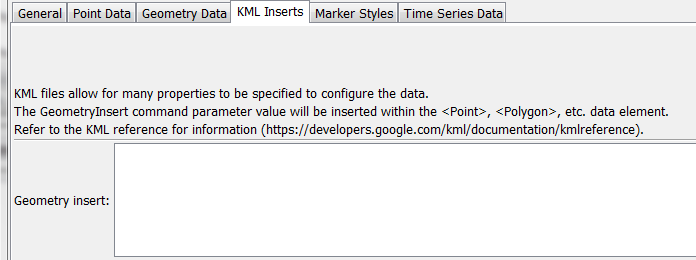 General Point Data Geometry Data KML Inserts Marker Styles Time Series Data
KML files allow for many properties to be specified to configure the data.
The GeometryInsert command parameter value will be inserted within the <Point>, <Polygon>, etc. data element.
Refer to the KML reference for information (https://developers.google.com/kml/documentation/kmlreference).
Geometry insert: